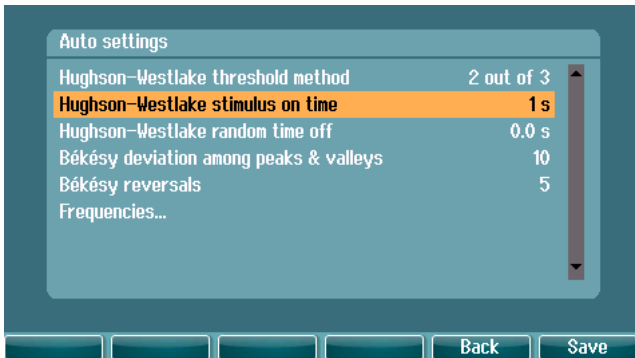 Auto settings
Hughson-Westlake threshold method 2 out of 3
Hughson-Westlake stimulus on time 1 s
Hughson-Westlake random time off 0.0 s
Békésy deviation among peaks & valleys 10
Békésy reversals 5
Frequencies...
Back Save